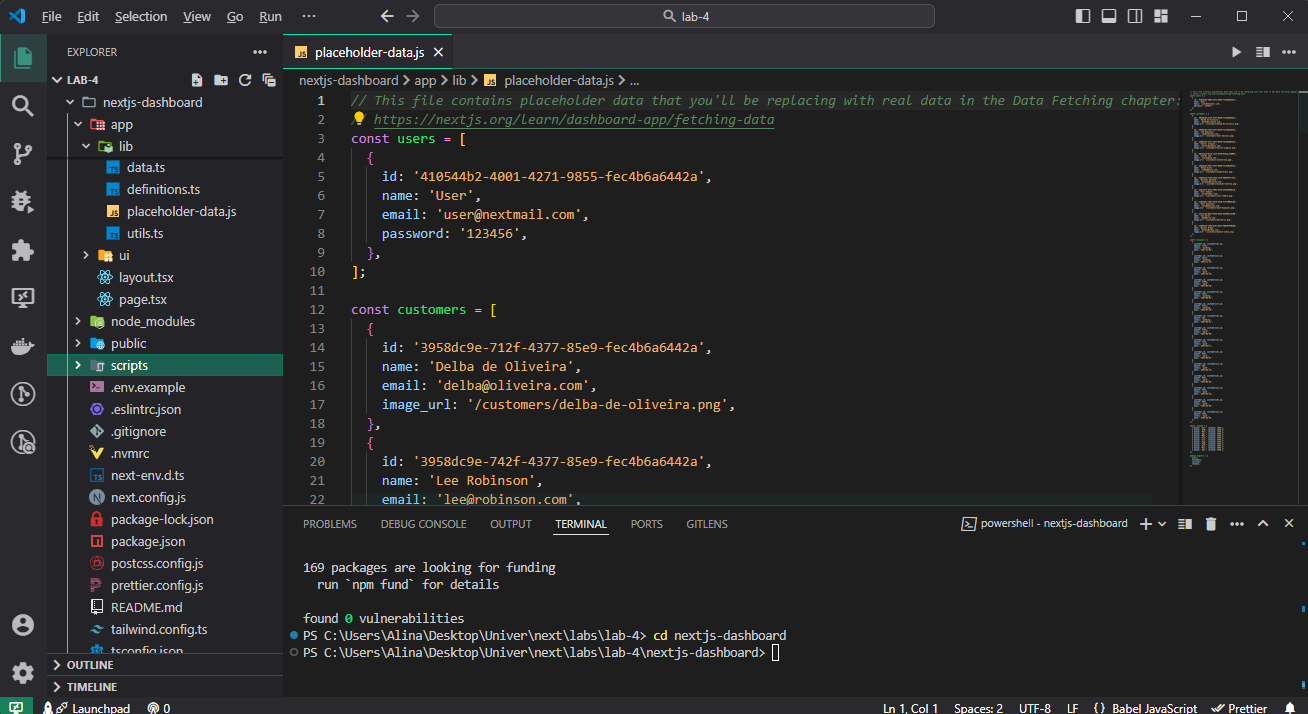 File Edit Selection View Go Run ··· lab-4
EXPLORER ···
LAB-4
nextjs-dashboard
app
lib
TS data.ts
TS definitions.ts
JS placeholder-data.js
TS utils.ts
ui
layout.tsx
page.tsx
node_modules
public
scripts
.env.example
.eslintrc.json
.gitignore
.nvmrc
TS next-env.d.ts
N next.config.js
package-lock.json
package.json
postcss.config.js
prettier.config.js
README.md
tailwind.config.ts
tsconfig.json
OUTLINE
TIMELINE
JS placeholder-data.js
nextjs-dashboard > app > lib > JS placeholder-data.js > ...
1 // This file contains placeholder data that you'll be replacing with real data in the Data Fetching chapter:
2 // https://nextjs.org/learn/dashboard-app/fetching-data
3 const users = [
4 {
5 id: '410544b2-4001-4271-9855-fec4b6a6442a',
6 name: 'User',
7 email: 'user@nextmail.com',
8 password: '123456',
9 },
10 ];
11
12 const customers = [
13 {
14 id: '3958dc9e-712f-4377-85e9-fec4b6a6442a',
15 name: 'Delba de Oliveira',
16 email: 'delba@oliveira.com',
17 image_url: '/customers/delba-de-oliveira.png',
18 },
19 {
20 id: '3958dc9e-742f-4377-85e9-fec4b6a6442a',
21 name: 'Lee Robinson',
22 email: 'lee@robinson.com',
PROBLEMS DEBUG CONSOLE OUTPUT TERMINAL PORTS GITLENS powershell - nextjs-dashboard
169 packages are looking for funding
run `npm fund` for details
found 0 vulnerabilities
PS C:\Users\Alina\Desktop\Univer\next\labs\lab-4> cd nextjs-dashboard
PS C:\Users\Alina\Desktop\Univer\next\labs\lab-4\nextjs-dashboard>
Launchpad 0 Ln 1, Col 1 Spaces: 2 UTF-8 LF {} Babel JavaScript Prettier